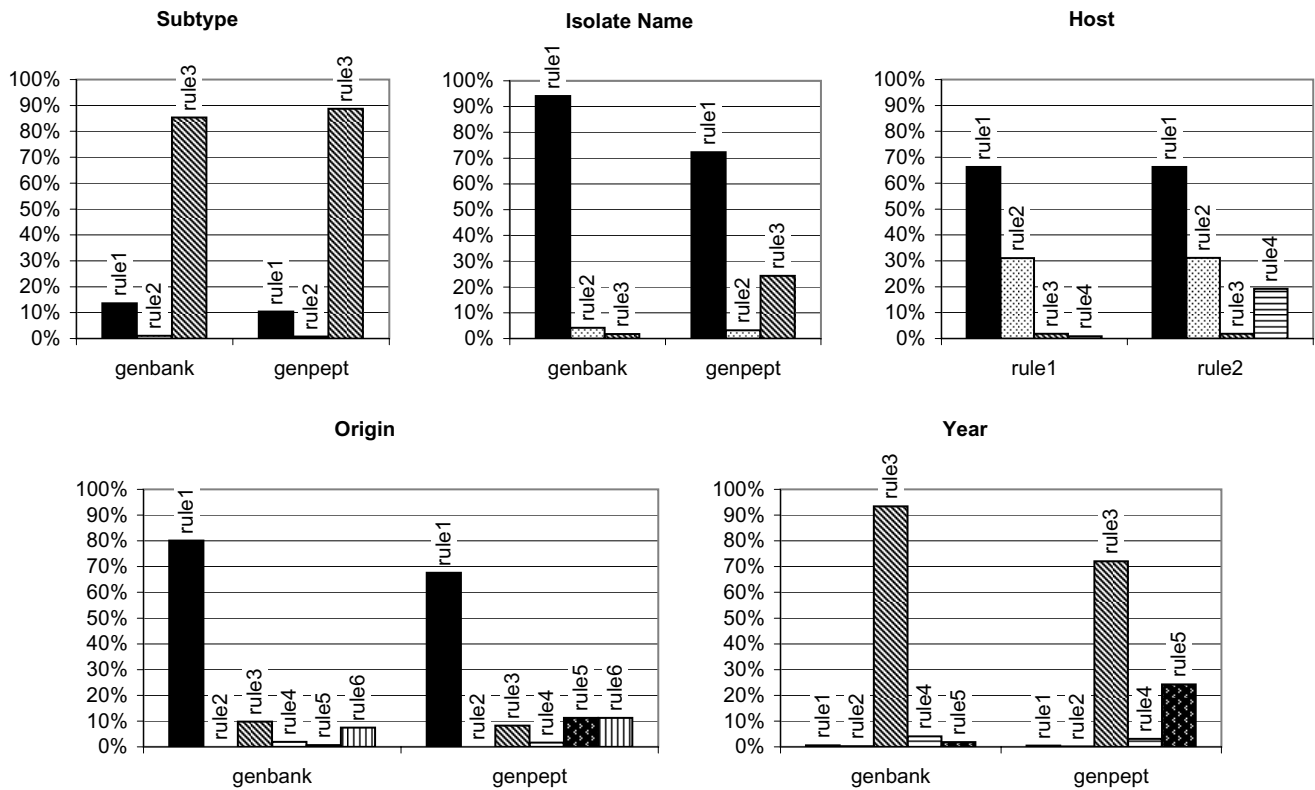 Subtype
100%
90%
80%
70%
60%
50%
40%
30%
20%
10%
0%
rule1
rule2
rule3
rule1
rule2
rule3
genbank
genpept
Isolate Name
100%
90%
80%
70%
60%
50%
40%
30%
20%
10%
0%
rule1
rule2
rule3
rule1
rule2
rule3
genbank
genpept
Host
100%
90%
80%
70%
60%
50%
40%
30%
20%
10%
0%
rule1
rule2
rule3
rule4
rule1
rule2
rule3
rule4
rule1
rule2
Origin
100%
90%
80%
70%
60%
50%
40%
30%
20%
10%
0%
rule1
rule2
rule3
rule4
rule5
rule6
rule1
rule2
rule3
rule4
rule5
rule6
genbank
genpept
Year
100%
90%
80%
70%
60%
50%
40%
30%
20%
10%
0%
rule1
rule2
rule3
rule4
rule5
rule1
rule2
rule3
rule4
rule5
genbank
genpept